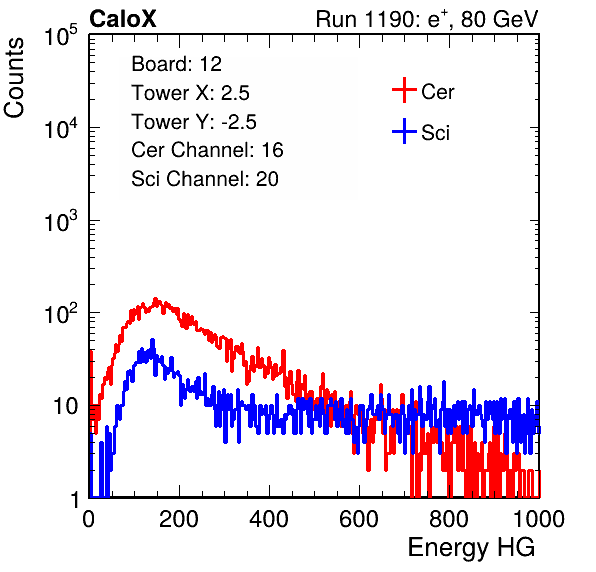 CaloX Run 1190: e⁺, 80 GeV
Counts
Board: 12
Tower X: 2.5
Tower Y: -2.5
Cer Channel: 16
Sci Channel: 20
Cer
Sci
10⁵
10⁴
10³
10²
10
1
0 200 400 600 800 1000
Energy HG